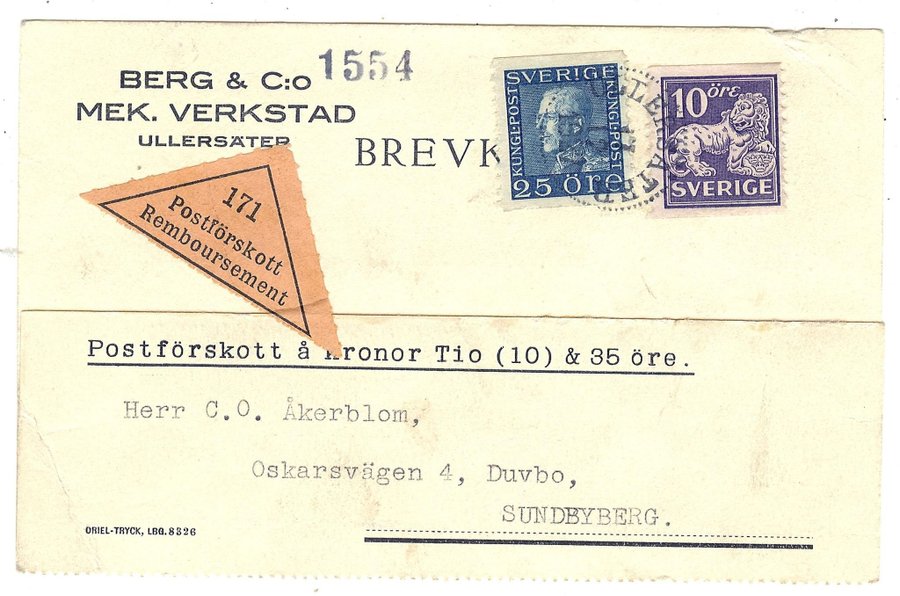 BERG & C:o
MEK. VERKSTAD
ULLERSÄTER
1554
BREVK
SVERIGE
KUNGL·POST
KUNGL·POST
25 öre
10 öre
SVERIGE
171
Postförskott
Remboursement
Postförskott å Kronor Tio (10) & 35 öre.
Herr C.O. Åkerblom,
Oskarsvägen 4, Duvbo,
SUNDBYBERG.
ORIEL-TRYCK, LBG. 8326